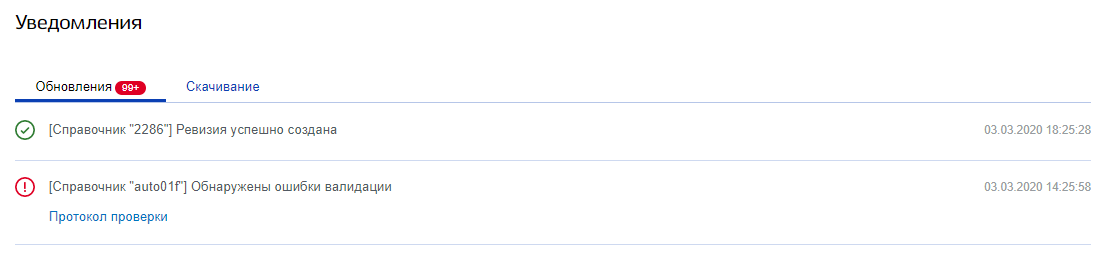 Уведомления
Обновления 99+ Скачивание
[Справочник "2286"] Ревизия успешно создана 03.03.2020 18:25:28
[Справочник "auto01f"] Обнаружены ошибки валидации 03.03.2020 14:25:58
Протокол проверки